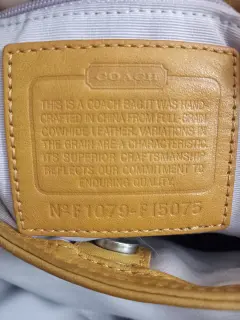 COACH
THIS IS A COACH BAG. IT WAS HAND-
CRAFTED IN CHINA FROM FULL-GRAIN
COWHIDE LEATHER. VARIATIONS IN
THE GRAIN ARE A CHARACTERISTIC.
ITS SUPERIOR CRAFTSMANSHIP
REFLECTS OUR COMMITMENT TO
ENDURING QUALITY.
Nº F1079-F15075